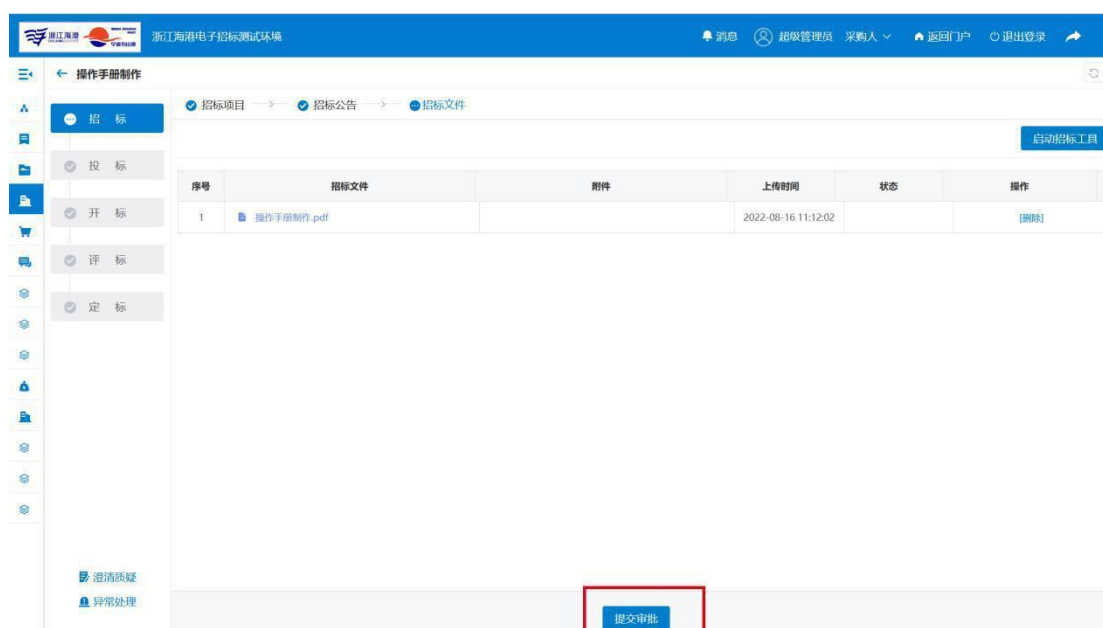 浙江海港 浙江海港电子招标测试环境 消息 超级管理员 采购人 返回门户 退出登录
操作手册制作
招标项目 招标公告 招标文件
招 标
启动招标工具
投 标
序号 招标文件 附件 上传时间 状态 操作
开 标
1 操作手册制作.pdf 2022-08-16 11:12:02 [删除]
评 标
定 标
澄清质疑
异常处理
提交审批